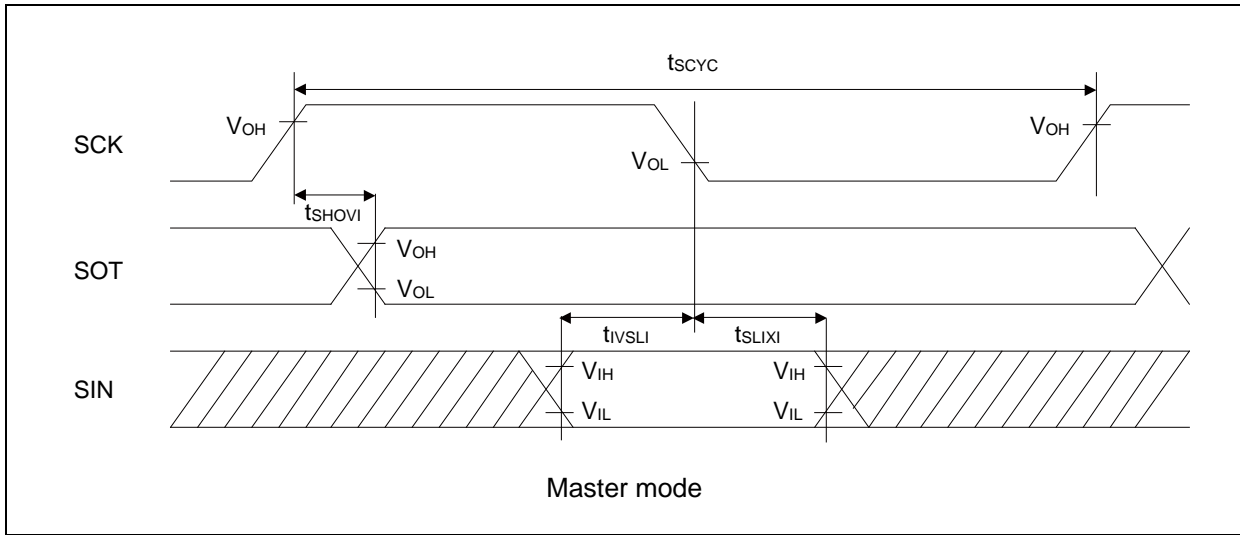 tSCYC
SCK
VOH
VOL
VOH
tSHOVI
SOT
VOH
VOL
tIVSLI
tSLIXI
SIN
VIH
VIH
VIL
VIL
Master mode